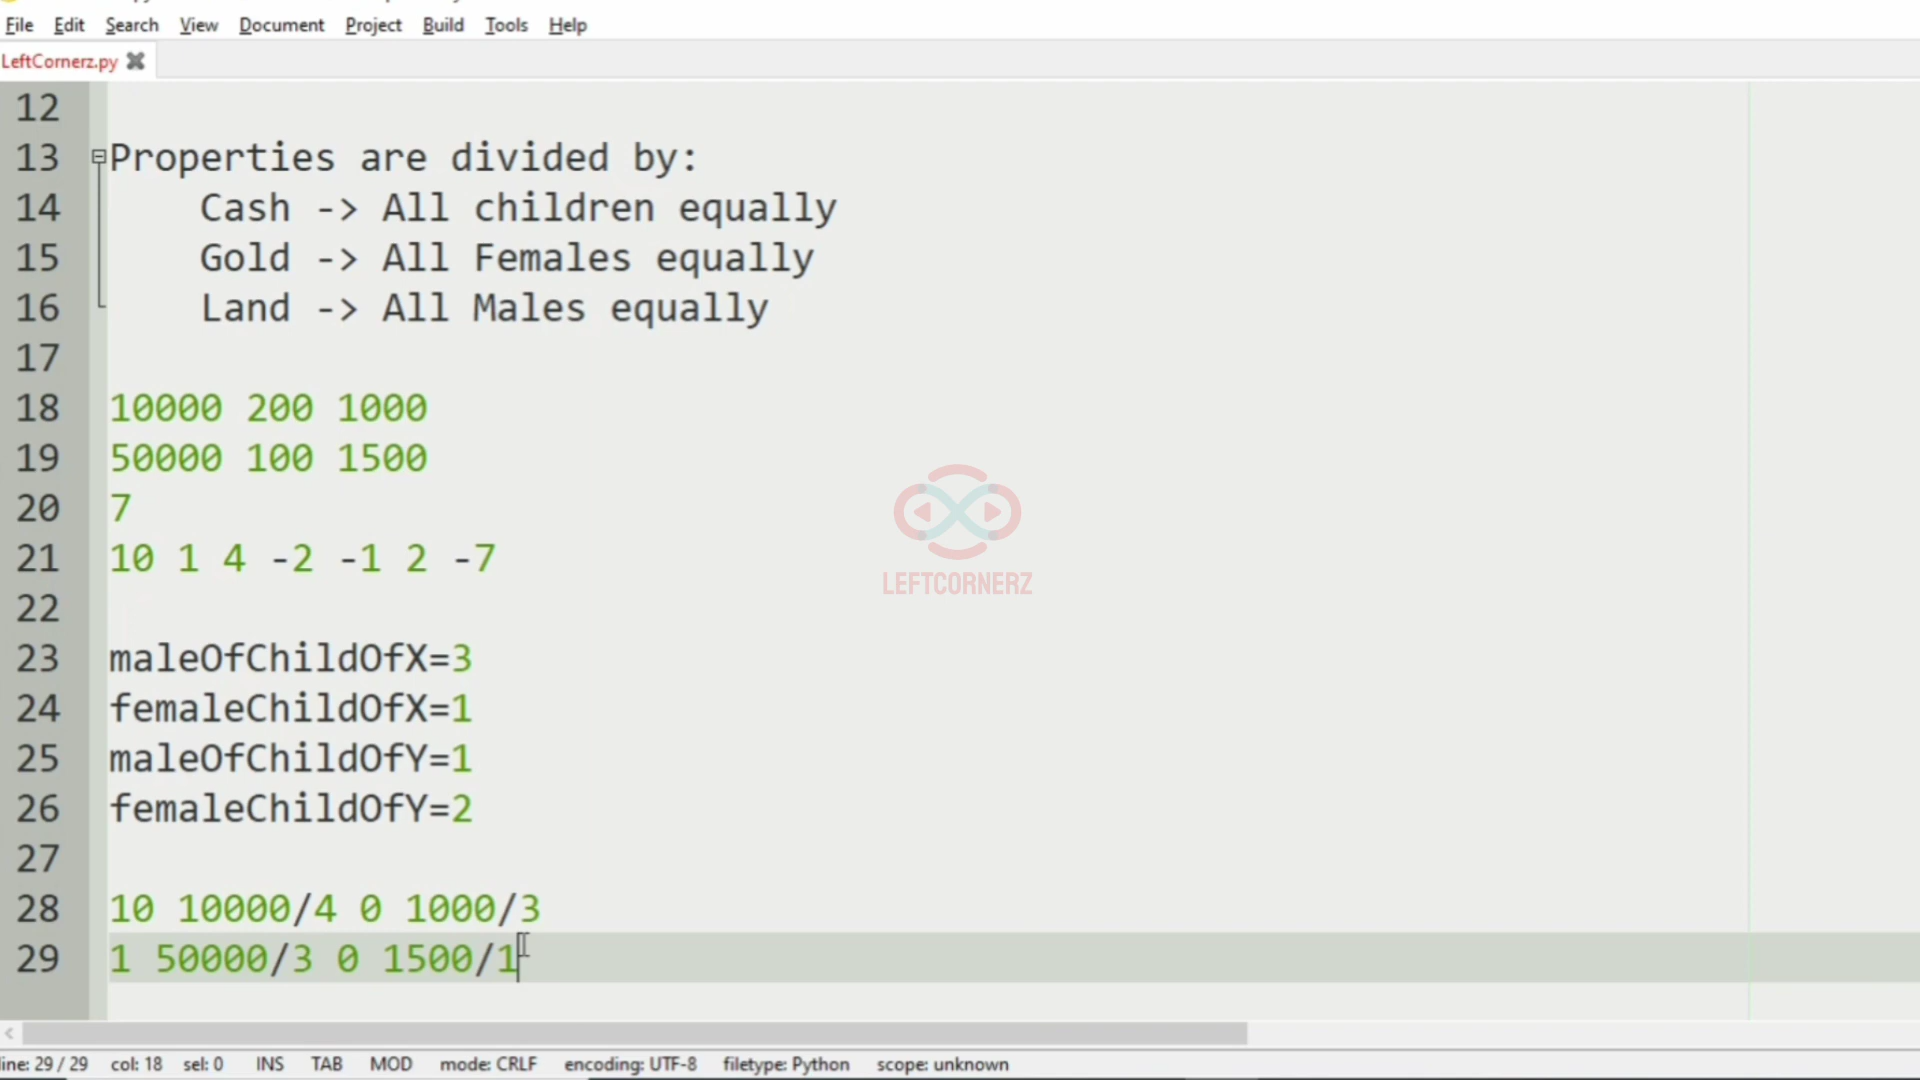 File Edit Search View Document Project Build Tools Help
LeftCornerz.py
12
13 Properties are divided by:
14 Cash -> All children equally
15 Gold -> All Females equally
16 Land -> All Males equally
17
18 10000 200 1000
19 50000 100 1500
20 7
21 10 1 4 -2 -1 2 -7
22
23 maleOfChildOfX=3
24 femaleChildOfX=1
25 maleOfChildOfY=1
26 femaleChildOfY=2
27
28 10 10000/4 0 1000/3
29 1 50000/3 0 1500/1
LEFTCORNERZ
line: 29 / 29 col: 18 sel: 0 INS TAB MOD mode: CRLF encoding: UTF-8 filetype: Python scope: unknown